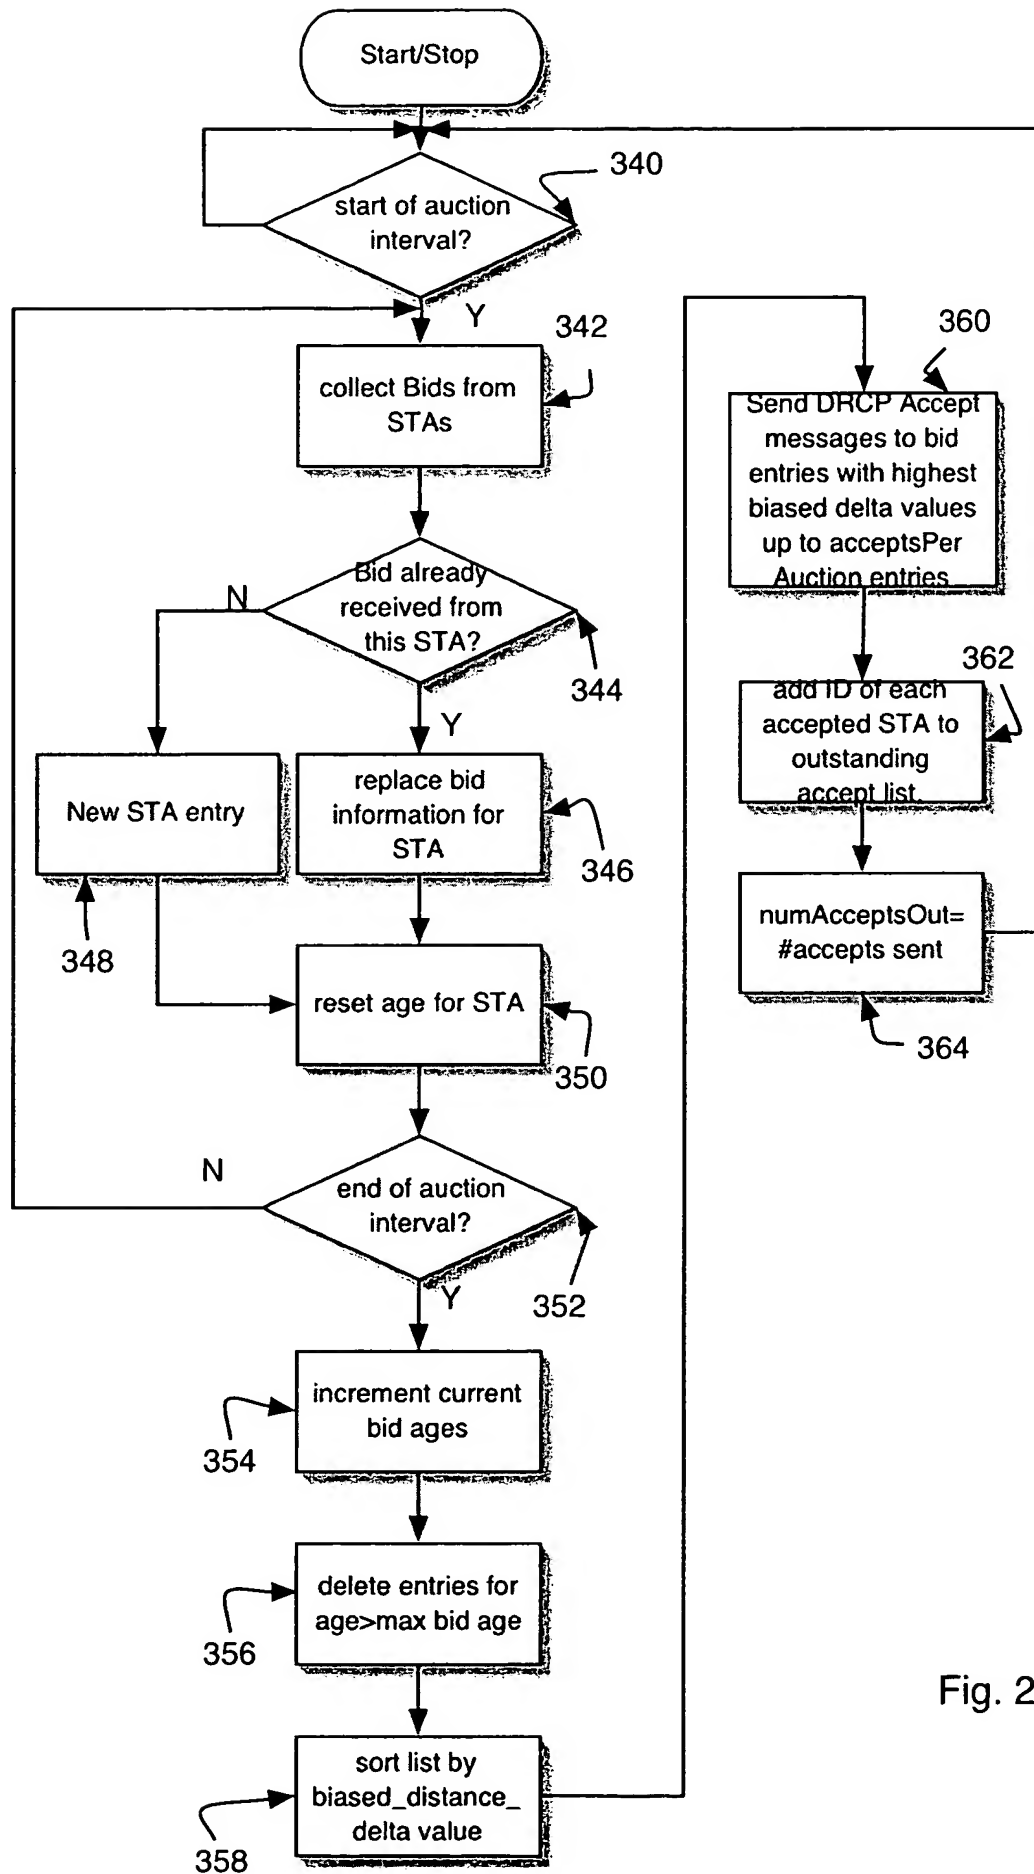 Start/Stop
start of auction
interval?
340
Y
collect Bids from
STAs
342
Bid already
received from
this STA?
344
N
Y
New STA entry
348
replace bid
information for
STA
346
reset age for STA
350
end of auction
interval?
352
N
Y
increment current
bid ages
354
delete entries for
age>max bid age
356
sort list by
biased_distance_
delta value
358
Send DRCP Accept
messages to bid
entries with highest
biased delta values
up to acceptsPer
Auction entries
360
add ID of each
accepted STA to
outstanding
accept list.
362
numAcceptsOut=
#accepts sent
364
Fig. 2